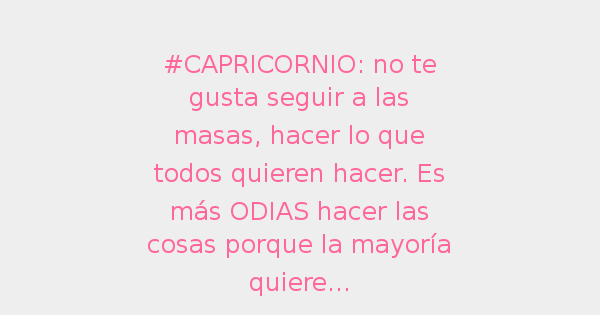 #CAPRICORNIO: no te
gusta seguir a las
masas, hacer lo que
todos quieren hacer. Es
más ODIAS hacer las
cosas porque la mayoría
quiere...